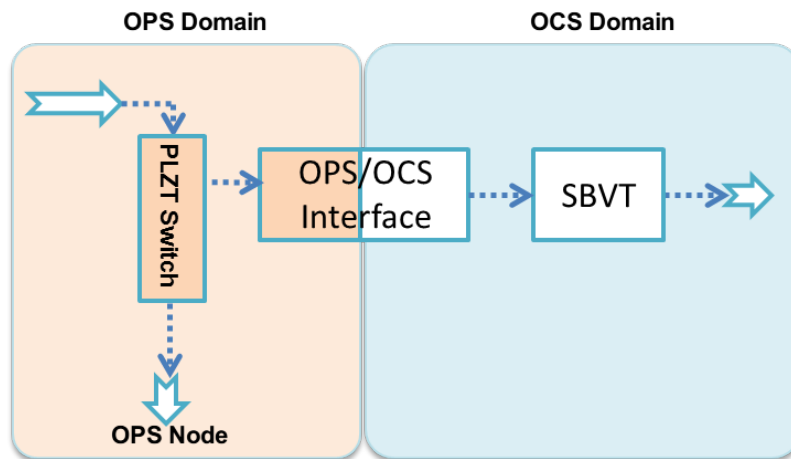 OPS Domain
OCS Domain
PLZT Switch
OPS/OCS
Interface
SBVT
OPS Node